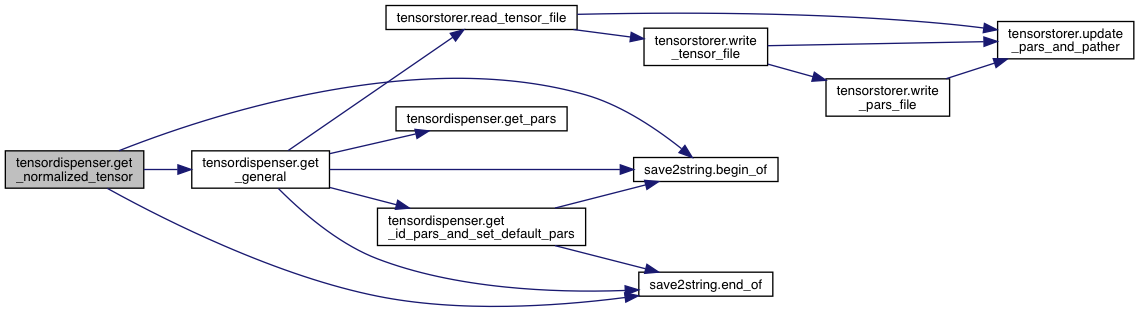 tensorstorer.read_tensor_file
tensorstorer.update
_pars_and_pather
tensorstorer.write
_tensor_file
tensorstorer.write
_pars_file
tensordispenser.get_pars
tensordispenser.get
_normalized_tensor
tensordispenser.get
_general
save2string.begin_of
tensordispenser.get
_id_pars_and_set_default_pars
save2string.end_of